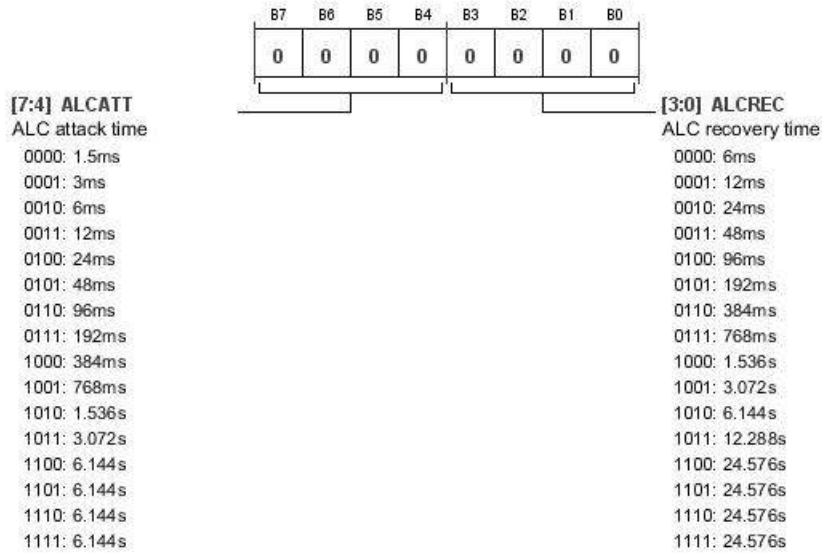 B7 B6 B5 B4 B3 B2 B1 B0
0 0 0 0 0 0 0 0
[7:4] ALCATT
ALC attack time
0000: 1.5ms
0001: 3ms
0010: 6ms
0011: 12ms
0100: 24ms
0101: 48ms
0110: 96ms
0111: 192ms
1000: 384ms
1001: 768ms
1010: 1.536s
1011: 3.072s
1100: 6.144s
1101: 6.144s
1110: 6.144s
1111: 6.144s
[3:0] ALCREC
ALC recovery time
0000: 6ms
0001: 12ms
0010: 24ms
0011: 48ms
0100: 96ms
0101: 192ms
0110: 384ms
0111: 768ms
1000: 1.536s
1001: 3.072s
1010: 6.144s
1011: 12.288s
1100: 24.576s
1101: 24.576s
1110: 24.576s
1111: 24.576s